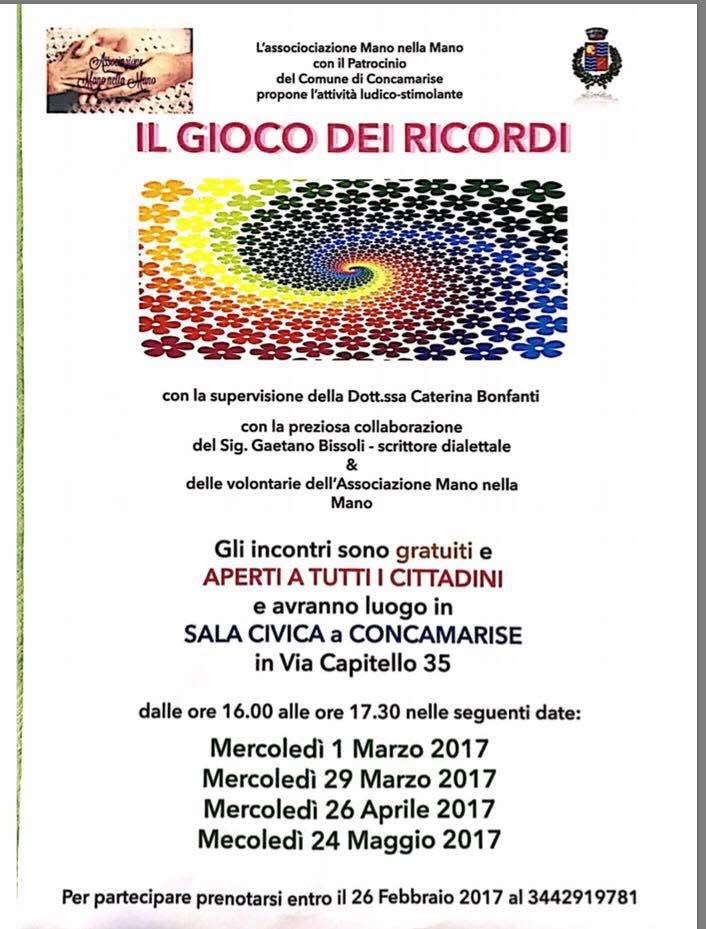 Associazione
Mano nella Mano
L'associociazione Mano nella Mano
con il Patrocinio
del Comune di Concamarise
propone l'attività ludico-stimolante
IL GIOCO DEI RICORDI
con la supervisione della Dott.ssa Caterina Bonfanti
con la preziosa collaborazione
del Sig. Gaetano Bissoli - scrittore dialettale
&
delle volontarie dell'Associazione Mano nella
Mano
Gli incontri sono gratuiti e
APERTI A TUTTI I CITTADINI
e avranno luogo in
SALA CIVICA a CONCAMARISE
in Via Capitello 35
dalle ore 16.00 alle ore 17.30 nelle seguenti date:
Mercoledì 1 Marzo 2017
Mercoledì 29 Marzo 2017
Mercoledì 26 Aprile 2017
Mecoledì 24 Maggio 2017
Per partecipare prenotarsi entro il 26 Febbraio 2017 al 3442919781